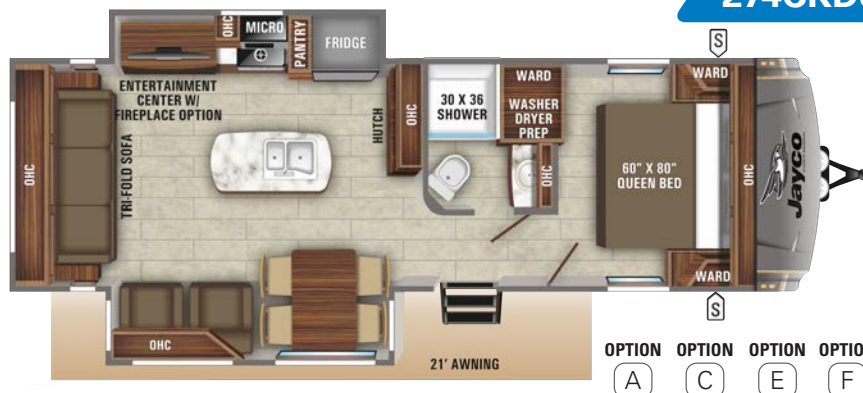 OHC
MICRO
PANTRY
FRIDGE
S
ENTERTAINMENT
CENTER W/
FIREPLACE OPTION
OHC
TRI-FOLD SOFA
HUTCH
OHC
30 X 36
SHOWER
WARD
WASHER
DRYER
PREP
OHC
WARD
60" X 80"
QUEEN BED
OHC
Jayco
WARD
S
OHC
21' AWNING
OPTION OPTION OPTION
A C E F